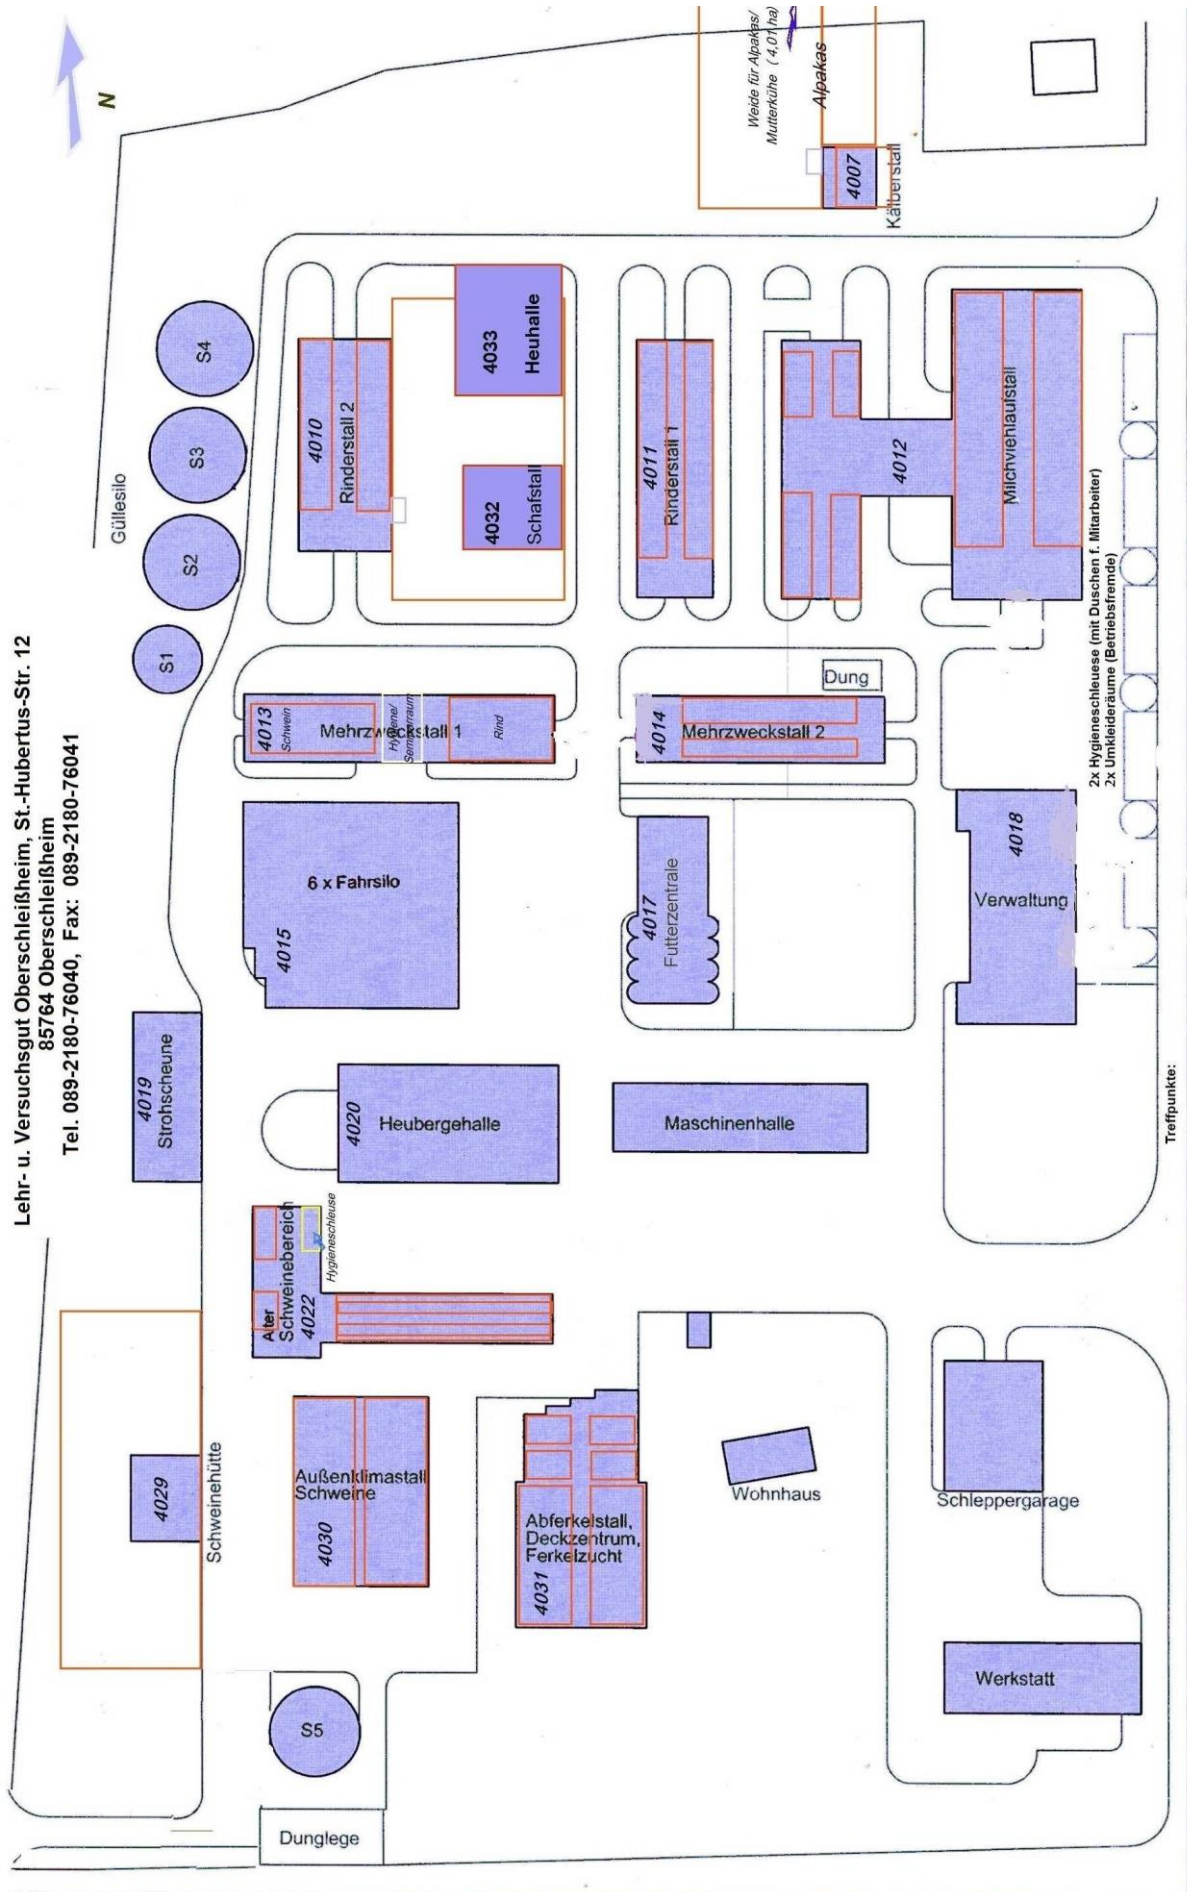 Lehr- u. Versuchsgut Oberschleißheim, St.-Hubertus-Str. 12
85764 Oberschleißheim
Tel. 089-2180-76040, Fax: 089-2180-76041
N
Weide für Alpakas/
Mutterkühe ( 4,01 ha)
Alpakas
4007
Kälberstall
Güllesilo
S4
S3
S2
S1
4010
Rinderstall 2
4033
Heuhalle
4032
Schafstall
4011
Rinderstall 1
4012
Milchviehlaufstall
4013
Schwein
Mehrzweckstall 1
Hygiene/
Rind
4014
Mehrzweckstall 2
Dung
2x Hygieneschleuese (mit Duschen f. Mitarbeiter)
2x Umkleideräume (Betriebsfremde)
6 x Fahrsilo
4015
4017
Futterzentrale
4018
Verwaltung
4019
Strohscheune
4020
Heubergehalle
Maschinenhalle
Treffpunkte:
Alter
Schweinebereich
4022
Hygieneschleuse
4029
Schweinehütte
Außenklimastall
Schweine
4030
Abferkelstall,
Deckzentrum,
Ferkelzucht
4031
Wohnhaus
Schleppergarage
Werkstatt
S5
Dunglege